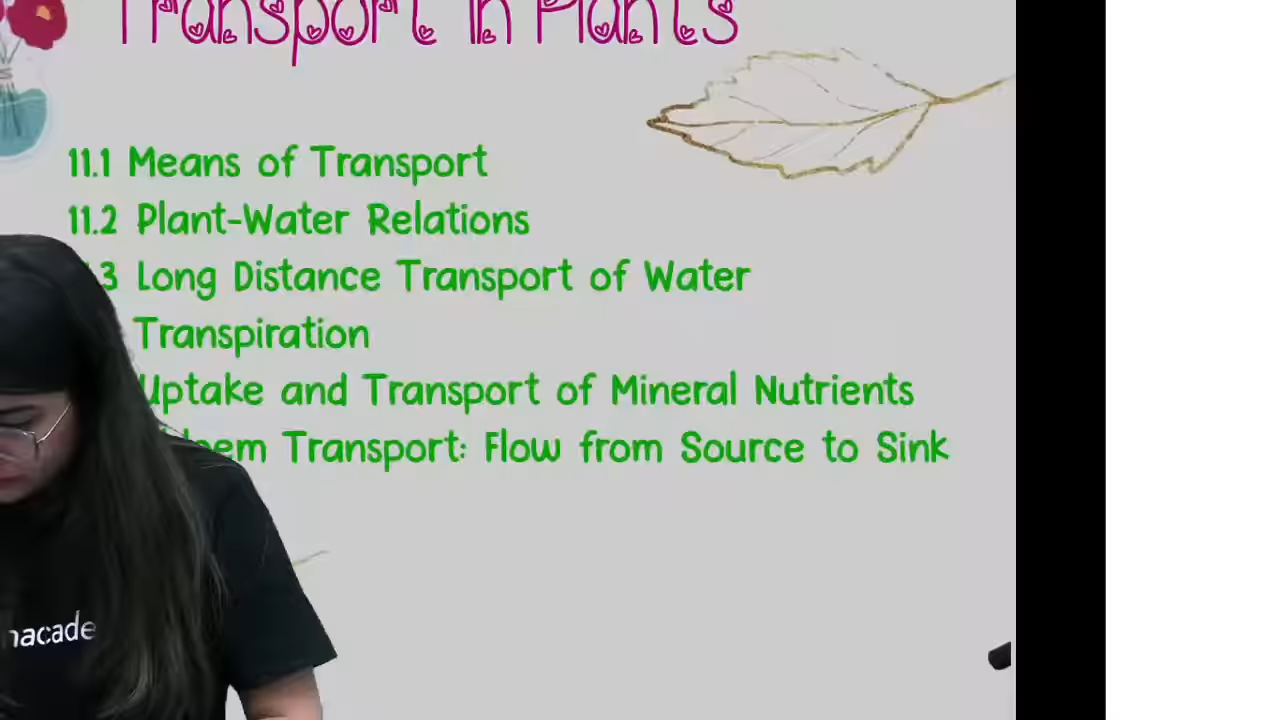 Transport in Plants
11.1 Means of Transport
11.2 Plant-Water Relations
.3 Long Distance Transport of Water
Transpiration
Uptake and Transport of Mineral Nutrients
Transport: Flow from Source to Sink
nacade